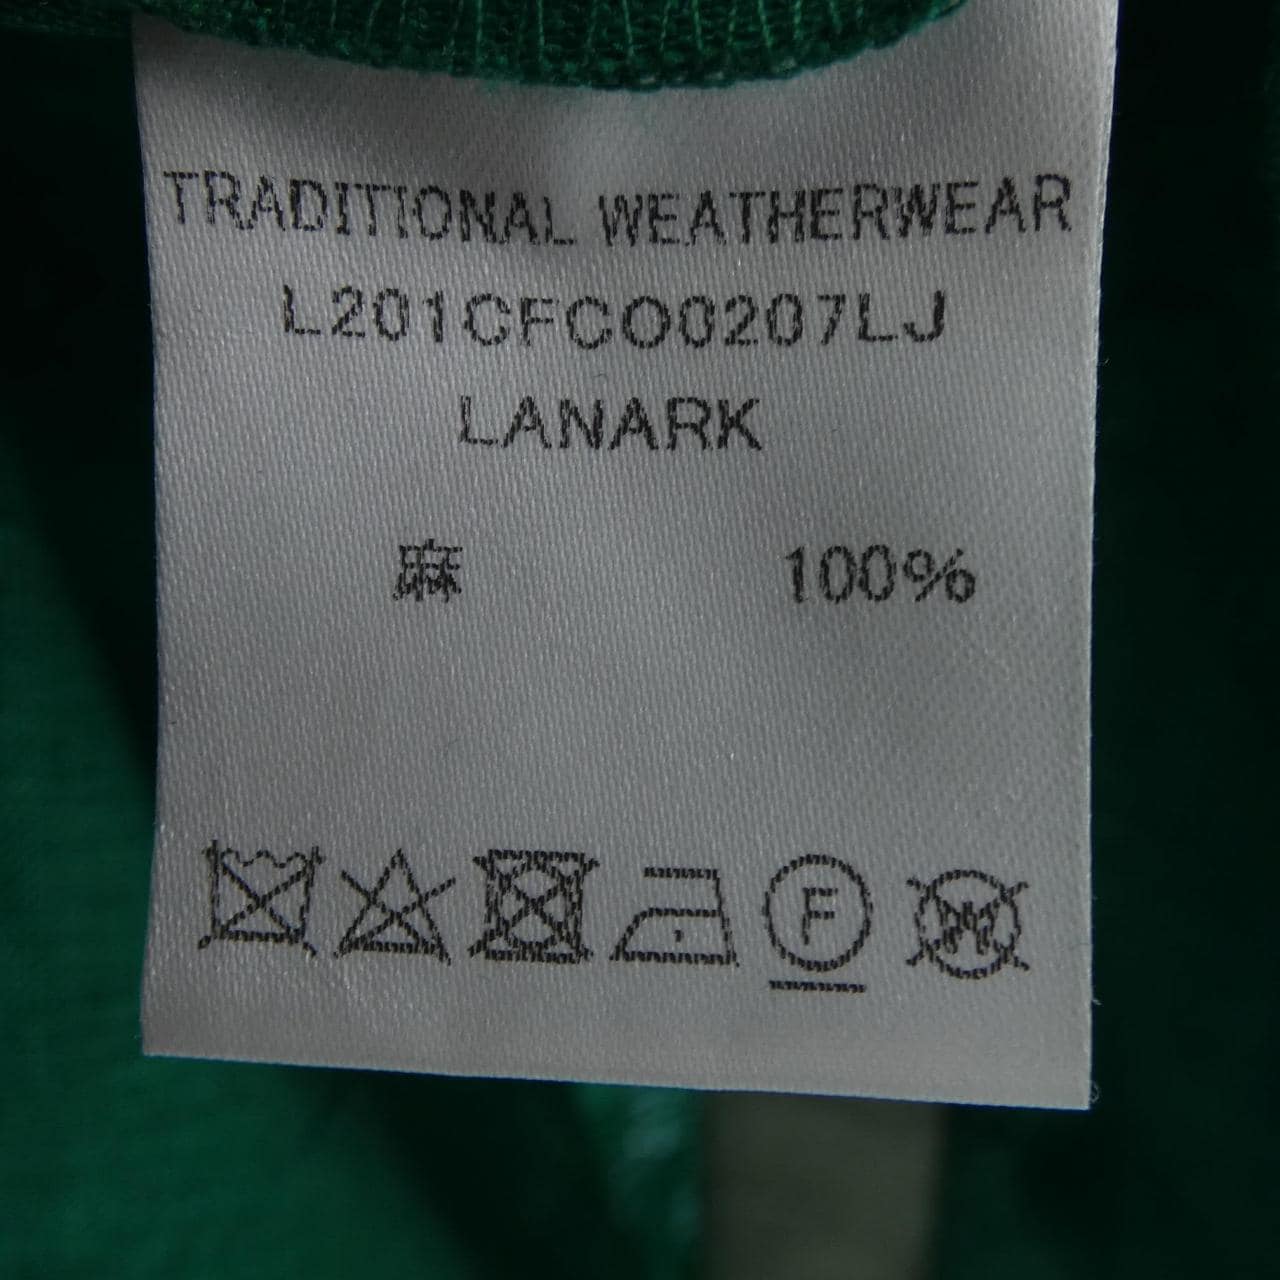 TRADITIONAL WEATHERWEAR
L201CFCO0207LJ
LANARK
麻 100%
F W